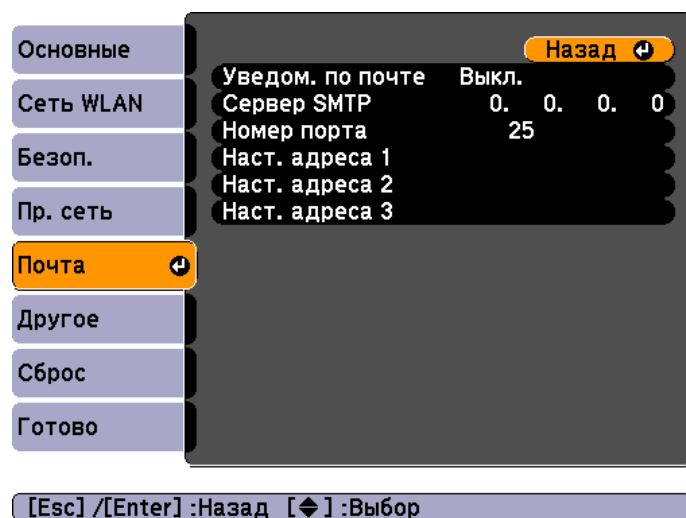 Основные
Сеть WLAN
Безоп.
Пр. сеть
Почта
Другое
Сброс
Готово
Назад
Уведом. по почте Выкл.
Сервер SMTP 0. 0. 0. 0
Номер порта 25
Наст. адреса 1
Наст. адреса 2
Наст. адреса 3
[Esc] /[Enter] :Назад [◆] :Выбор